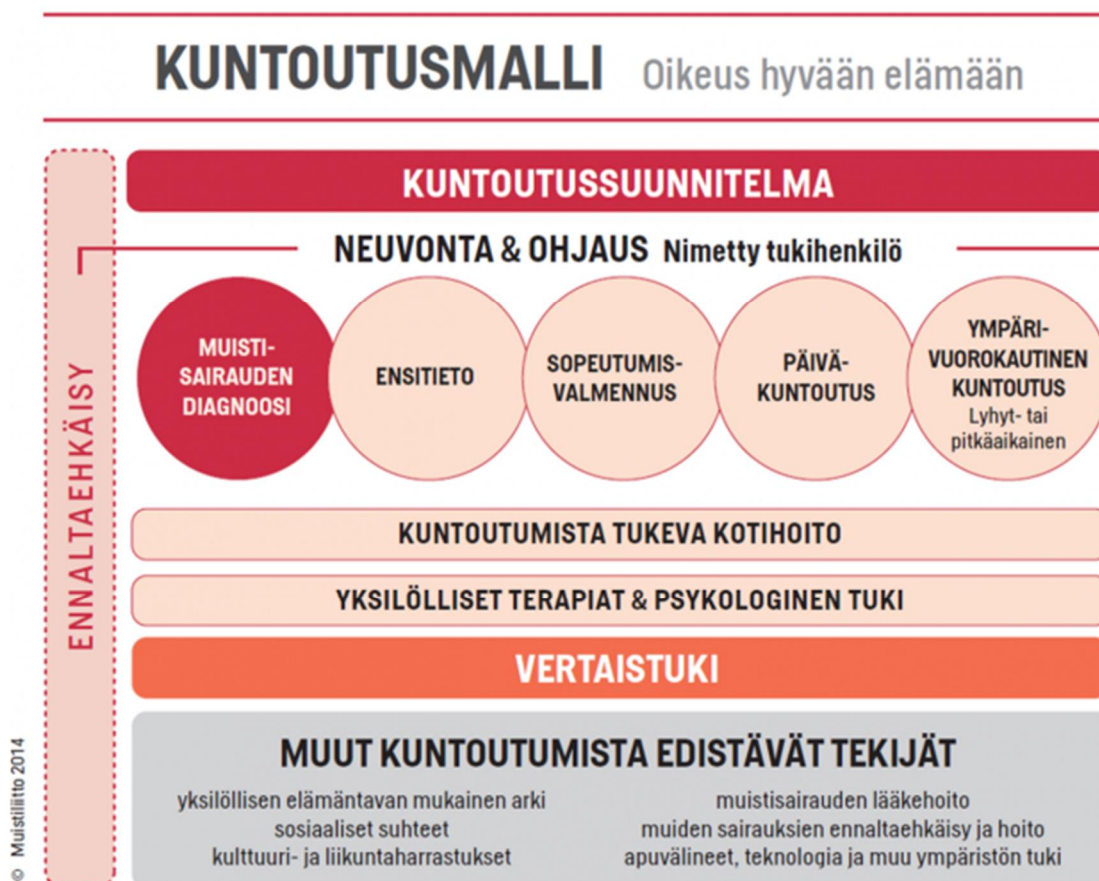 KUNTOUTUSMALLI Oikeus hyvään elämään
ENNALTAEHKÄISY
KUNTOUTUSSUUNNITELMA
NEUVONTA & OHJAUS Nimetty tukihenkilö
MUISTI-
SAIRAUDEN
DIAGNOOSI
ENSITIETO
SOPEUTUMIS-
VALMENNUS
PÄIVÄ-
KUNTOUTUS
YMPÄRI-
VUOROKAUTINEN
KUNTOUTUS
Lyhyt- tai
pitkäaikainen
KUNTOUTUMISTA TUKEVA KOTIHOITO
YKSILÖLLISET TERAPIAT & PSYKOLOGINEN TUKI
VERTAISTUKI
MUUT KUNTOUTUMISTA EDISTÄVÄT TEKIJÄT
yksilöllisen elämäntavan mukainen arki
sosiaaliset suhteet
kulttuuri- ja liikuntaharrastukset
muistisairauden lääkehoito
muiden sairauksien ennaltaehkäisy ja hoito
apuvälineet, teknologia ja muu ympäristön tuki
© Muistiliitto 2014